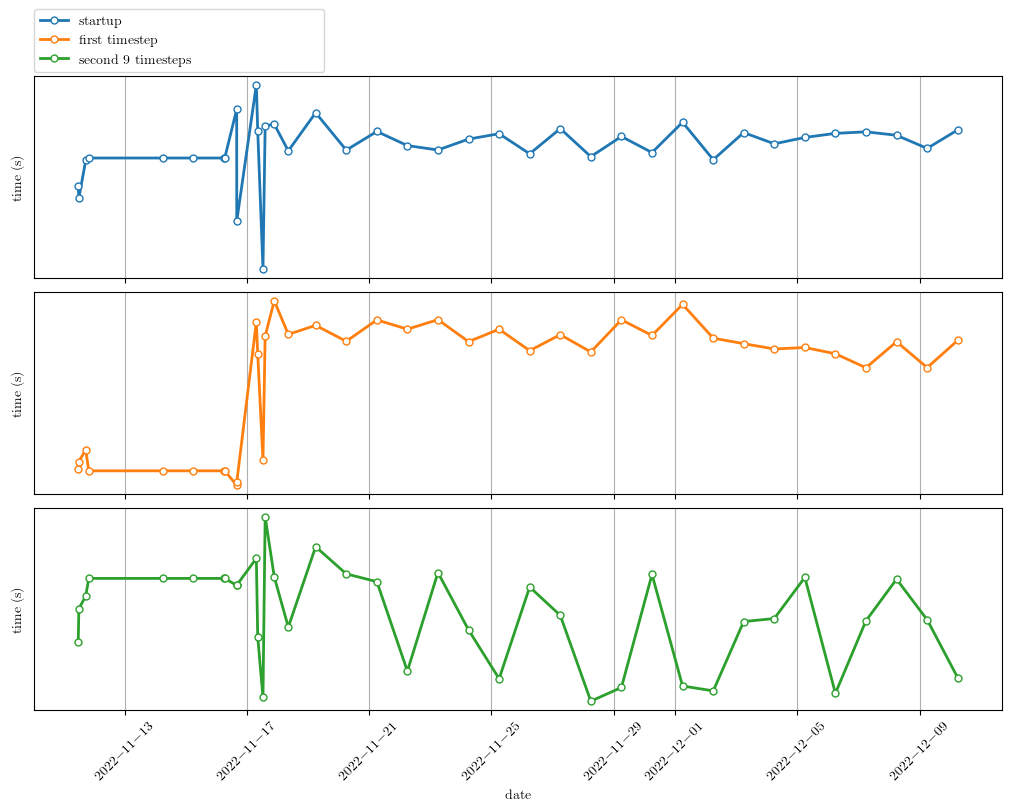 startup
first timestep
second 9 timesteps
time (s)
time (s)
time (s)
2022−11−13
2022−11−17
2022−11−21
2022−11−25
2022−11−29
2022−12−01
2022−12−05
2022−12−09
date